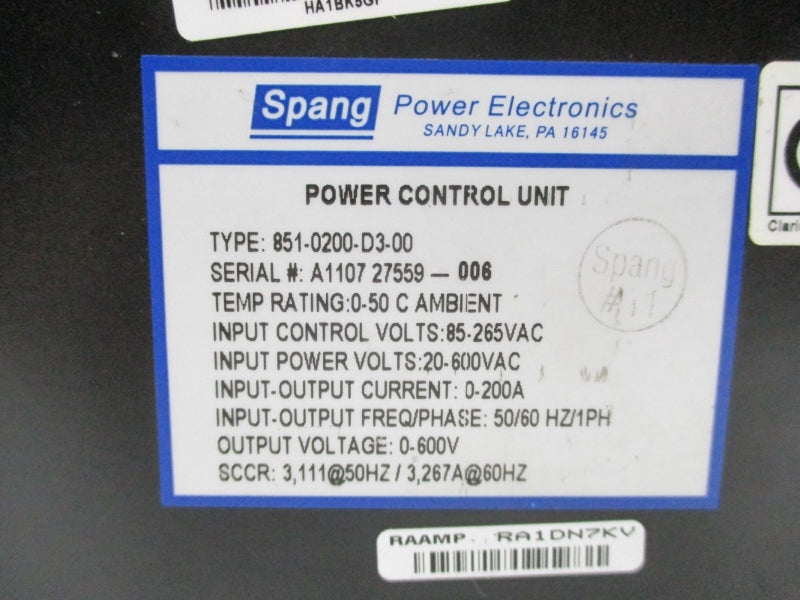 Spang Power Electronics
SANDY LAKE, PA 16145
POWER CONTROL UNIT
TYPE: 851-0200-D3-00
SERIAL #: A1107 27559 — 006
TEMP RATING:0-50 C AMBIENT
INPUT CONTROL VOLTS:85-265VAC
INPUT POWER VOLTS:20-600VAC
INPUT-OUTPUT CURRENT: 0-200A
INPUT-OUTPUT FREQ/PHASE: 50/60 HZ/1PH
OUTPUT VOLTAGE: 0-600V
SCCR: 3,111@50HZ / 3,267A@60HZ
Spang
RAAMP RA1DN7KV